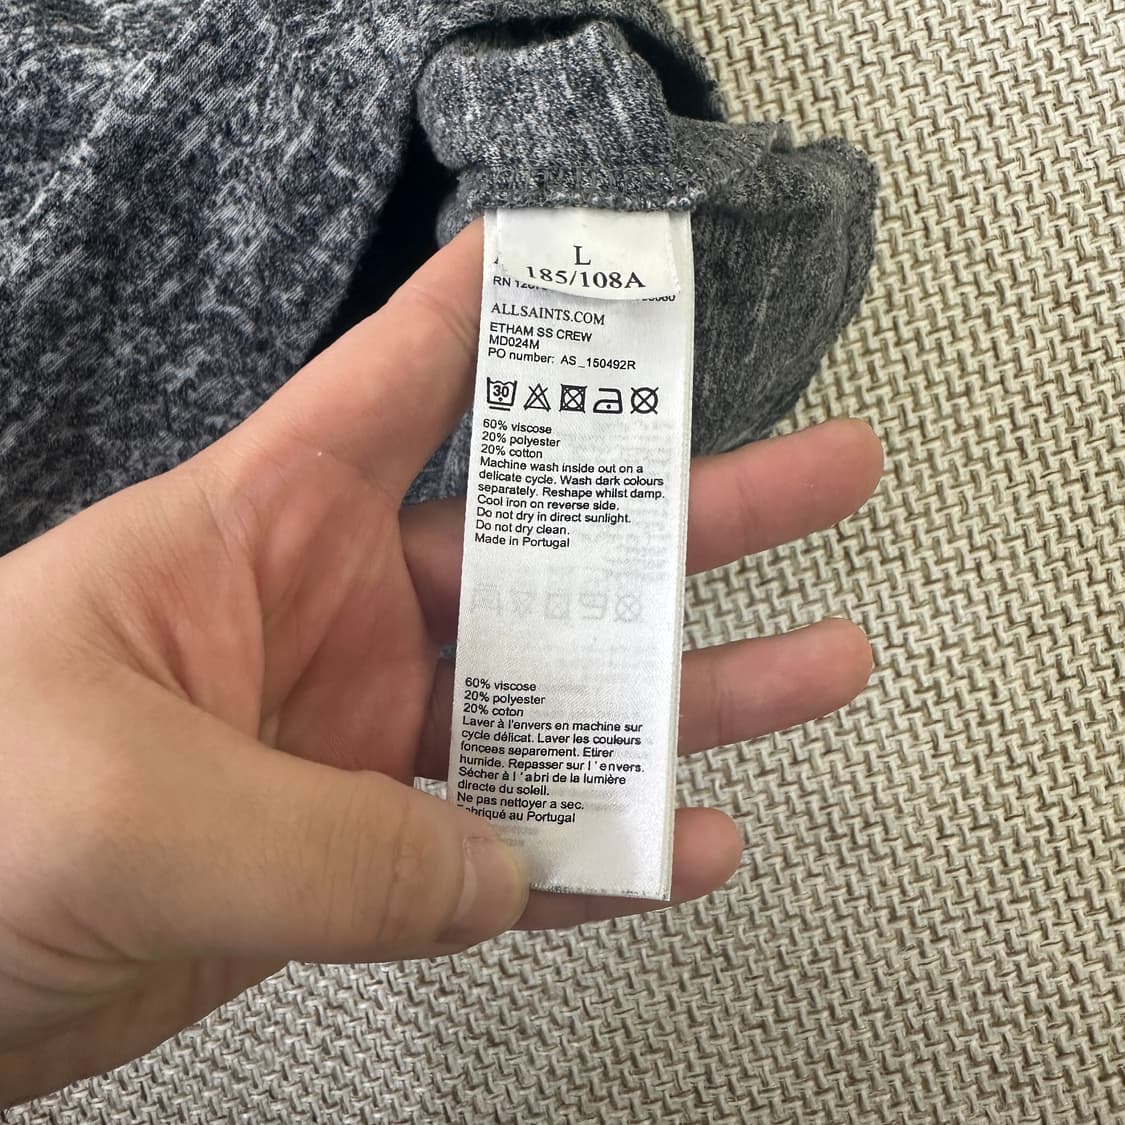 L
185/108A
RN
ALLSAINTS.COM
ETHAM SS CREW
MD024M
PO number: AS_150492R
30
60% viscose
20% polyester
20% cotton
Machine wash inside out on a
delicate cycle. Wash dark colours
separately. Reshape whilst damp.
Cool iron on reverse side.
Do not dry in direct sunlight.
Do not dry clean.
Made in Portugal
60% viscose
20% polyester
20% coton
Laver à l'envers en machine sur
cycle délicat. Laver les couleurs
foncees separement. Etirer
humide. Repasser sur l'envers.
Sécher à l'abri de la lumière
directe du soleil.
Ne pas nettoyer a sec.
au Portugal